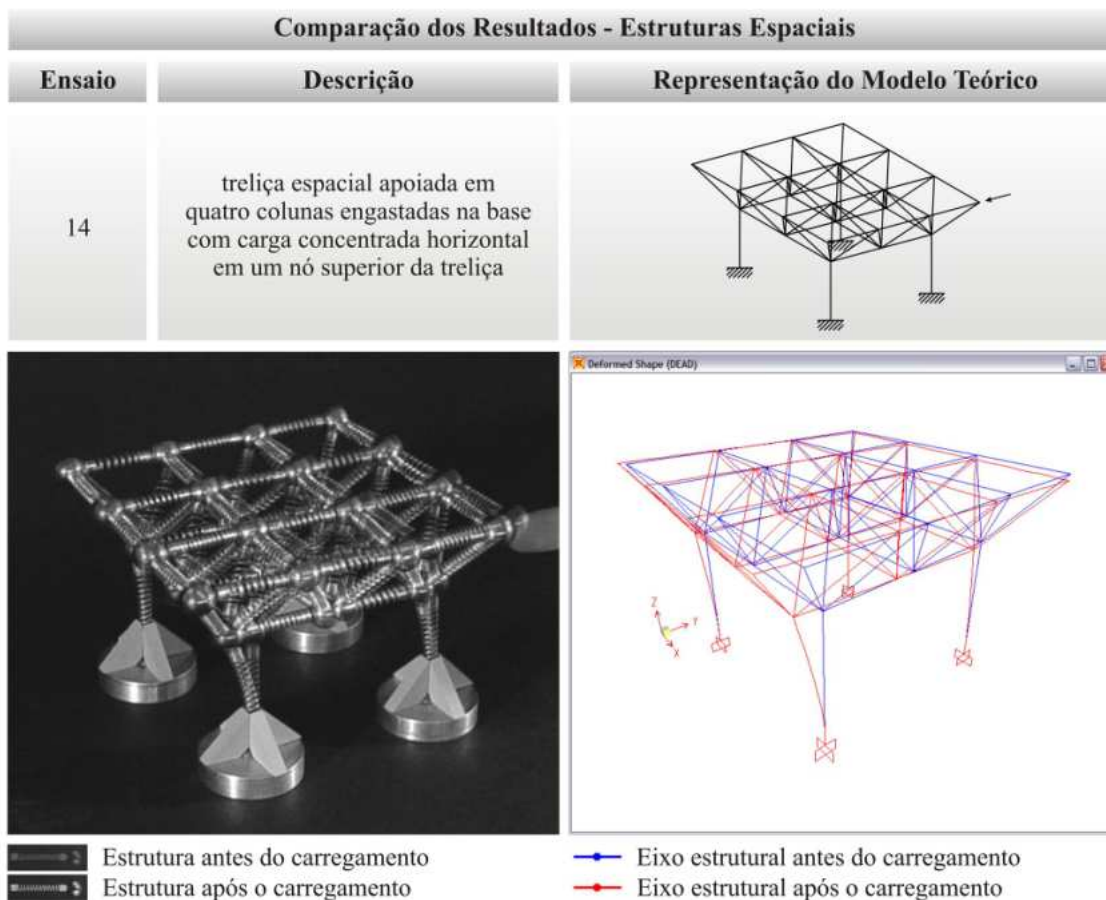 Comparação dos Resultados - Estruturas Espaciais
Ensaio
Descrição
Representação do Modelo Teórico
14
treliça espacial apoiada em
quatro colunas engastadas na base
com carga concentrada horizontal
em um nó superior da treliça
Deformed Shape (DEAD)
Z
Y
X
Estrutura antes do carregamento
Estrutura após o carregamento
Eixo estrutural antes do carregamento
Eixo estrutural após o carregamento